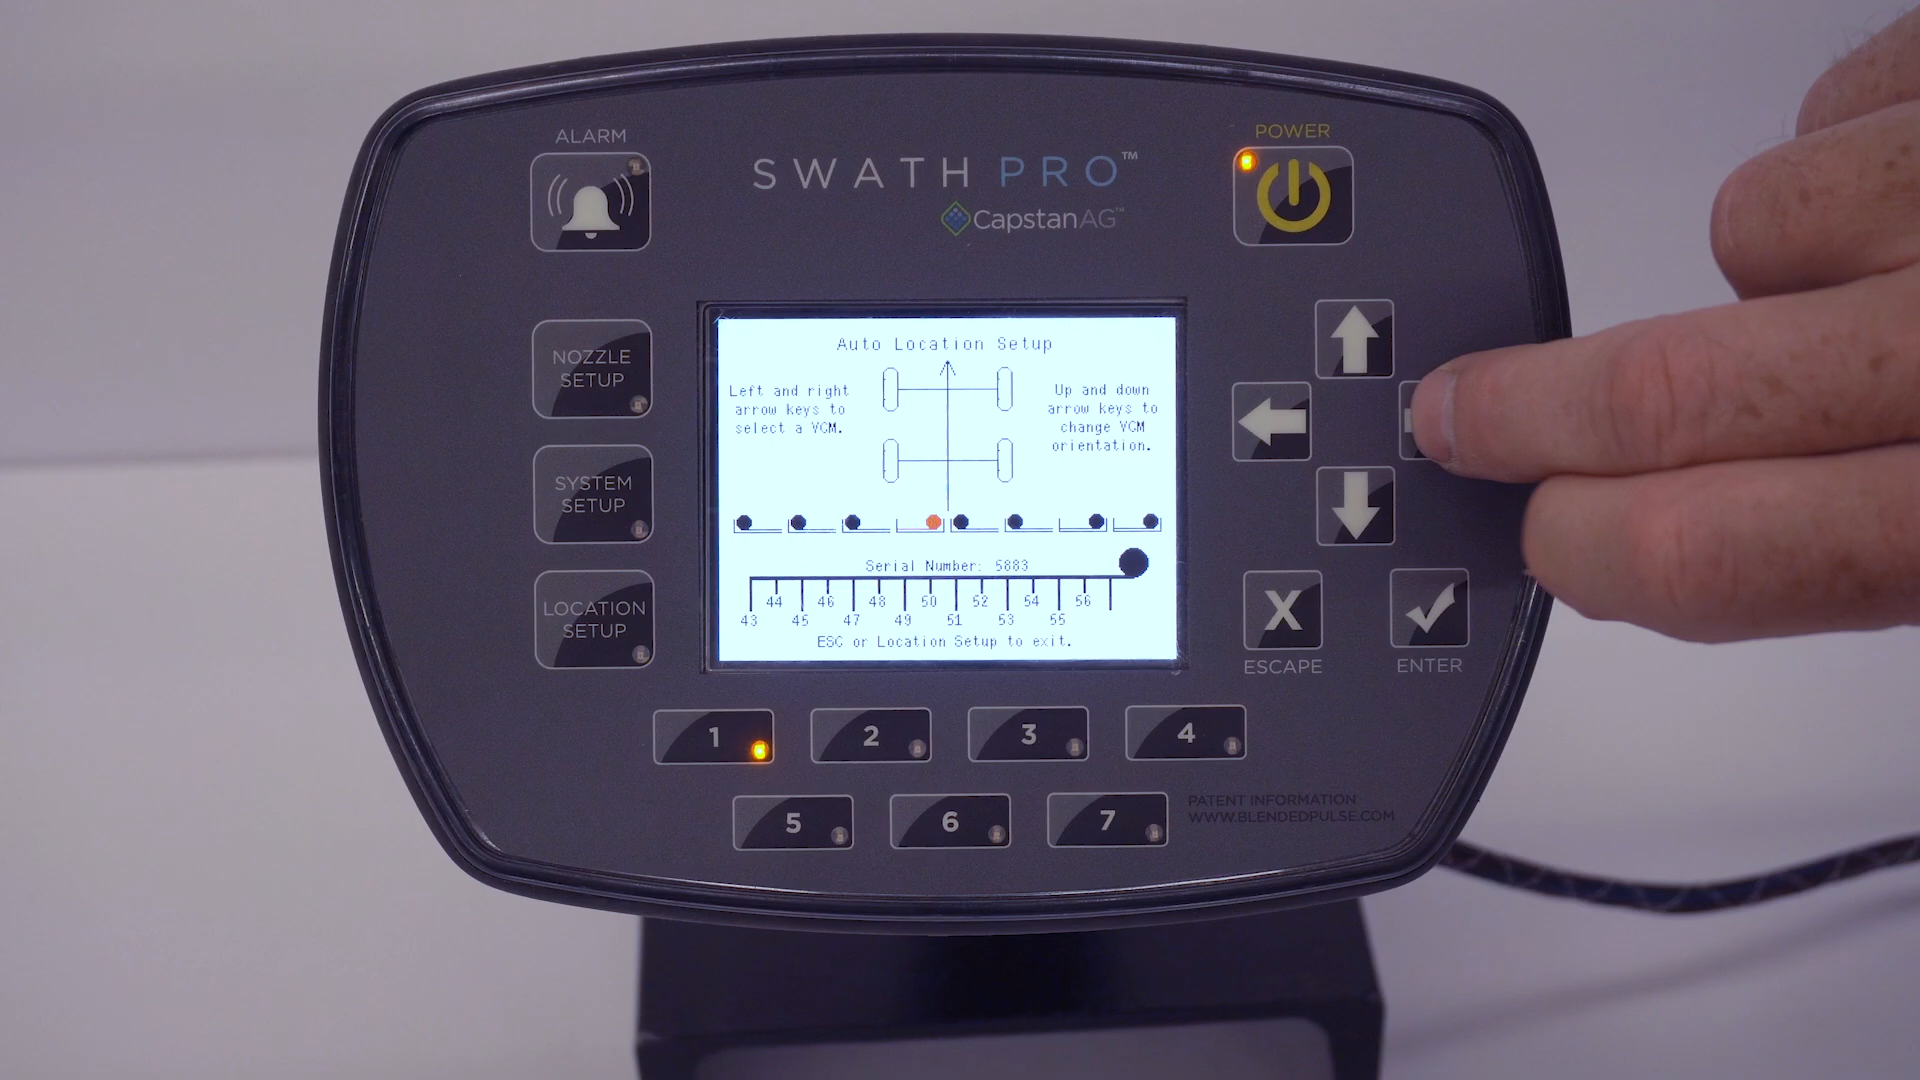 ALARM
POWER
SWATH PRO™
CapstanAG™
NOZZLE
SETUP
SYSTEM
SETUP
LOCATION
SETUP
Auto Location Setup
Left and right
arrow keys to
select a VCM.
Up and down
arrow keys to
change VCM
orientation.
Serial Number: 5883
44 46 48 50 52 54 56
43 45 47 49 51 53 55
ESC or Location Setup to exit.
X
ESCAPE
ENTER
1 2 3 4
5 6 7
PATENT INFORMATION
WWW.BLENDEDPULSE.COM